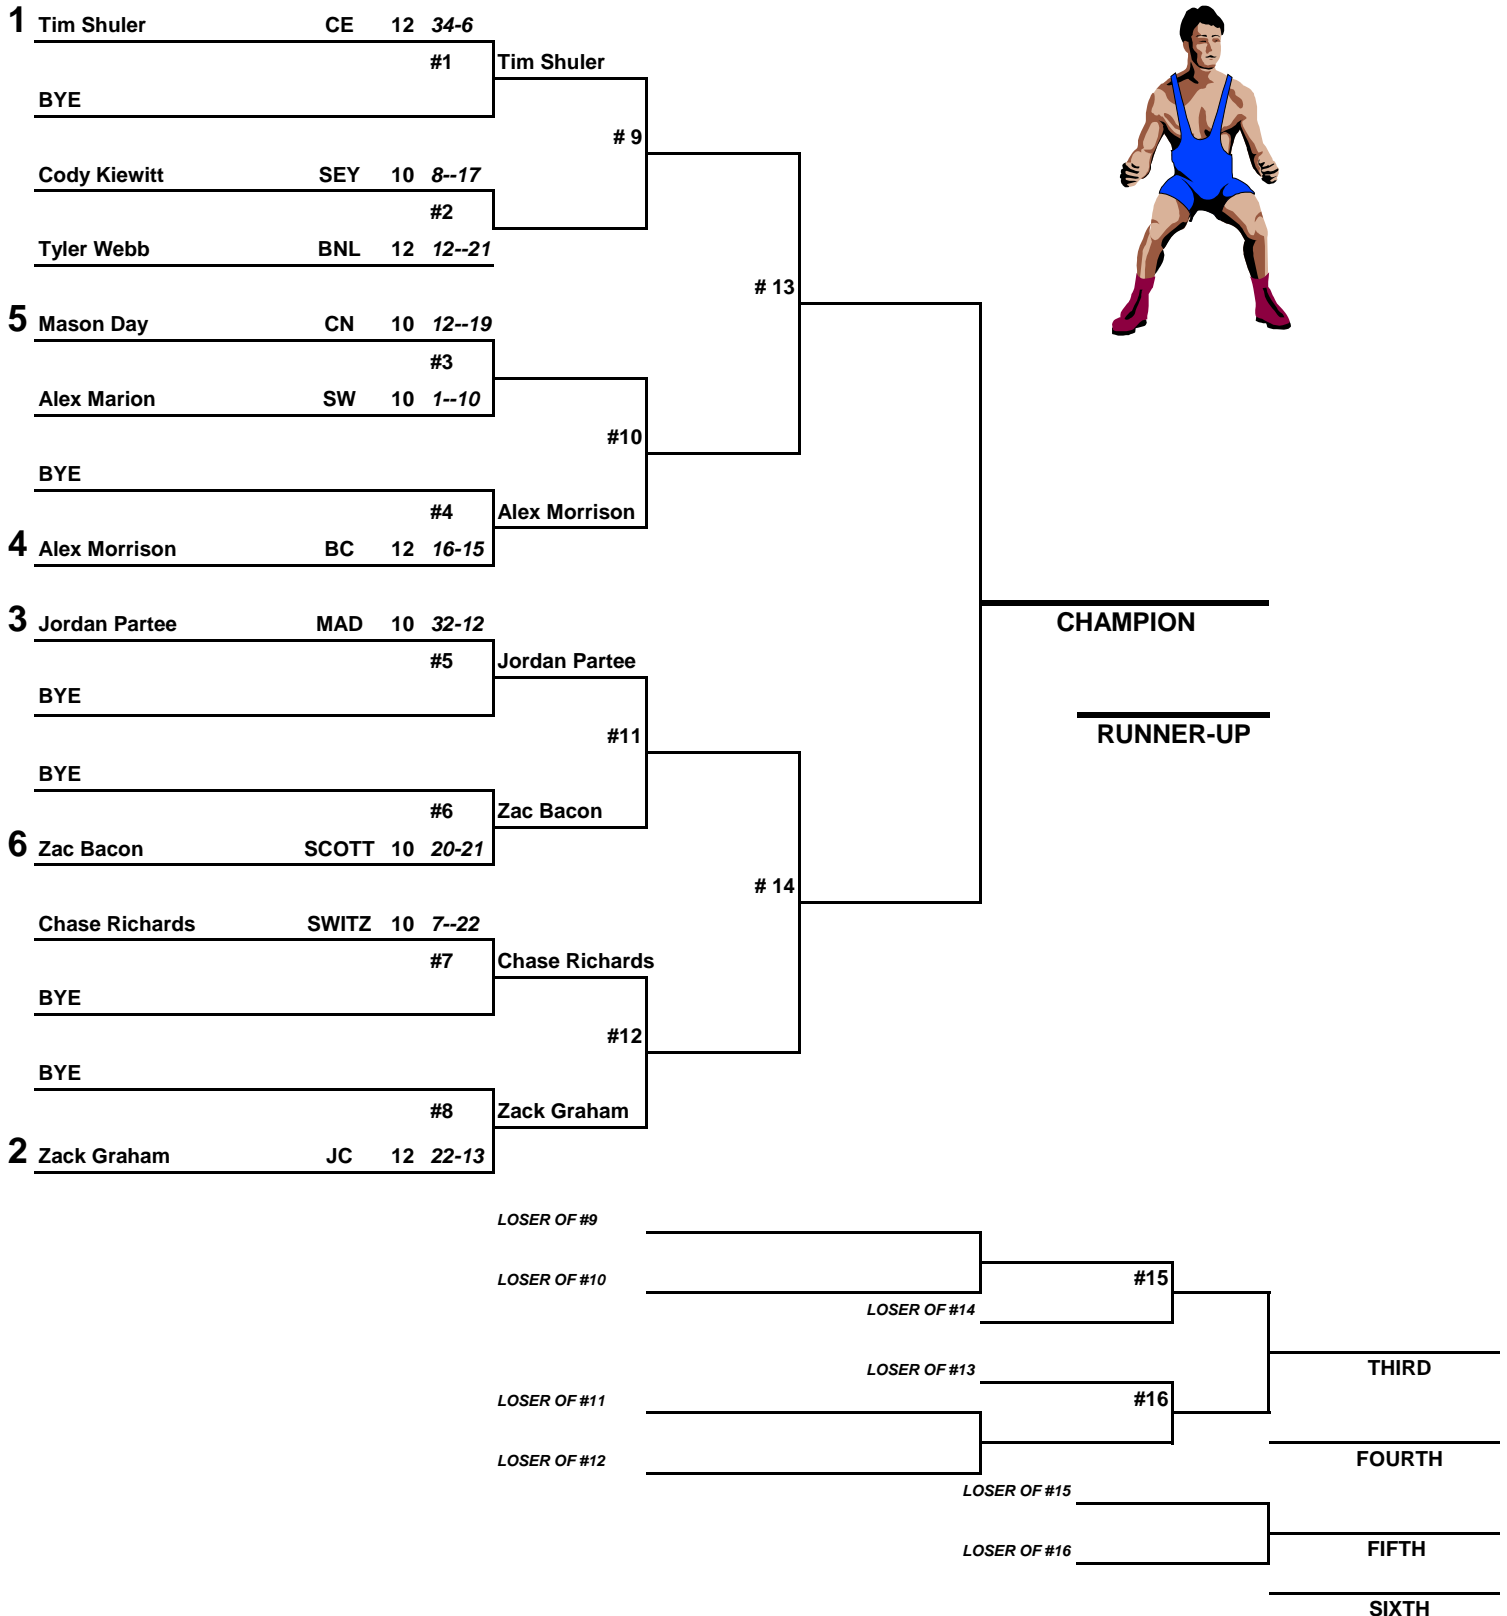 1 Tim Shuler CE 12 34-6
#1 Tim Shuler
BYE
# 9
Cody Kiewitt SEY 10 8--17
#2
Tyler Webb BNL 12 12--21
# 13
5 Mason Day CN 10 12--19
#3
Alex Marion SW 10 1--10
#10
BYE
#4 Alex Morrison
4 Alex Morrison BC 12 16-15
3 Jordan Partee MAD 10 32-12
CHAMPION
#5 Jordan Partee
BYE
#11 RUNNER-UP
BYE
#6 Zac Bacon
6 Zac Bacon SCOTT 10 20-21
# 14
Chase Richards SWITZ 10 7--22
#7 Chase Richards
BYE
#12
BYE
#8 Zack Graham
2 Zack Graham JC 12 22-13
LOSER OF #9
LOSER OF #10 #15
LOSER OF #14
LOSER OF #13 THIRD
LOSER OF #11 #16
LOSER OF #12 FOURTH
LOSER OF #15
LOSER OF #16 FIFTH
SIXTH